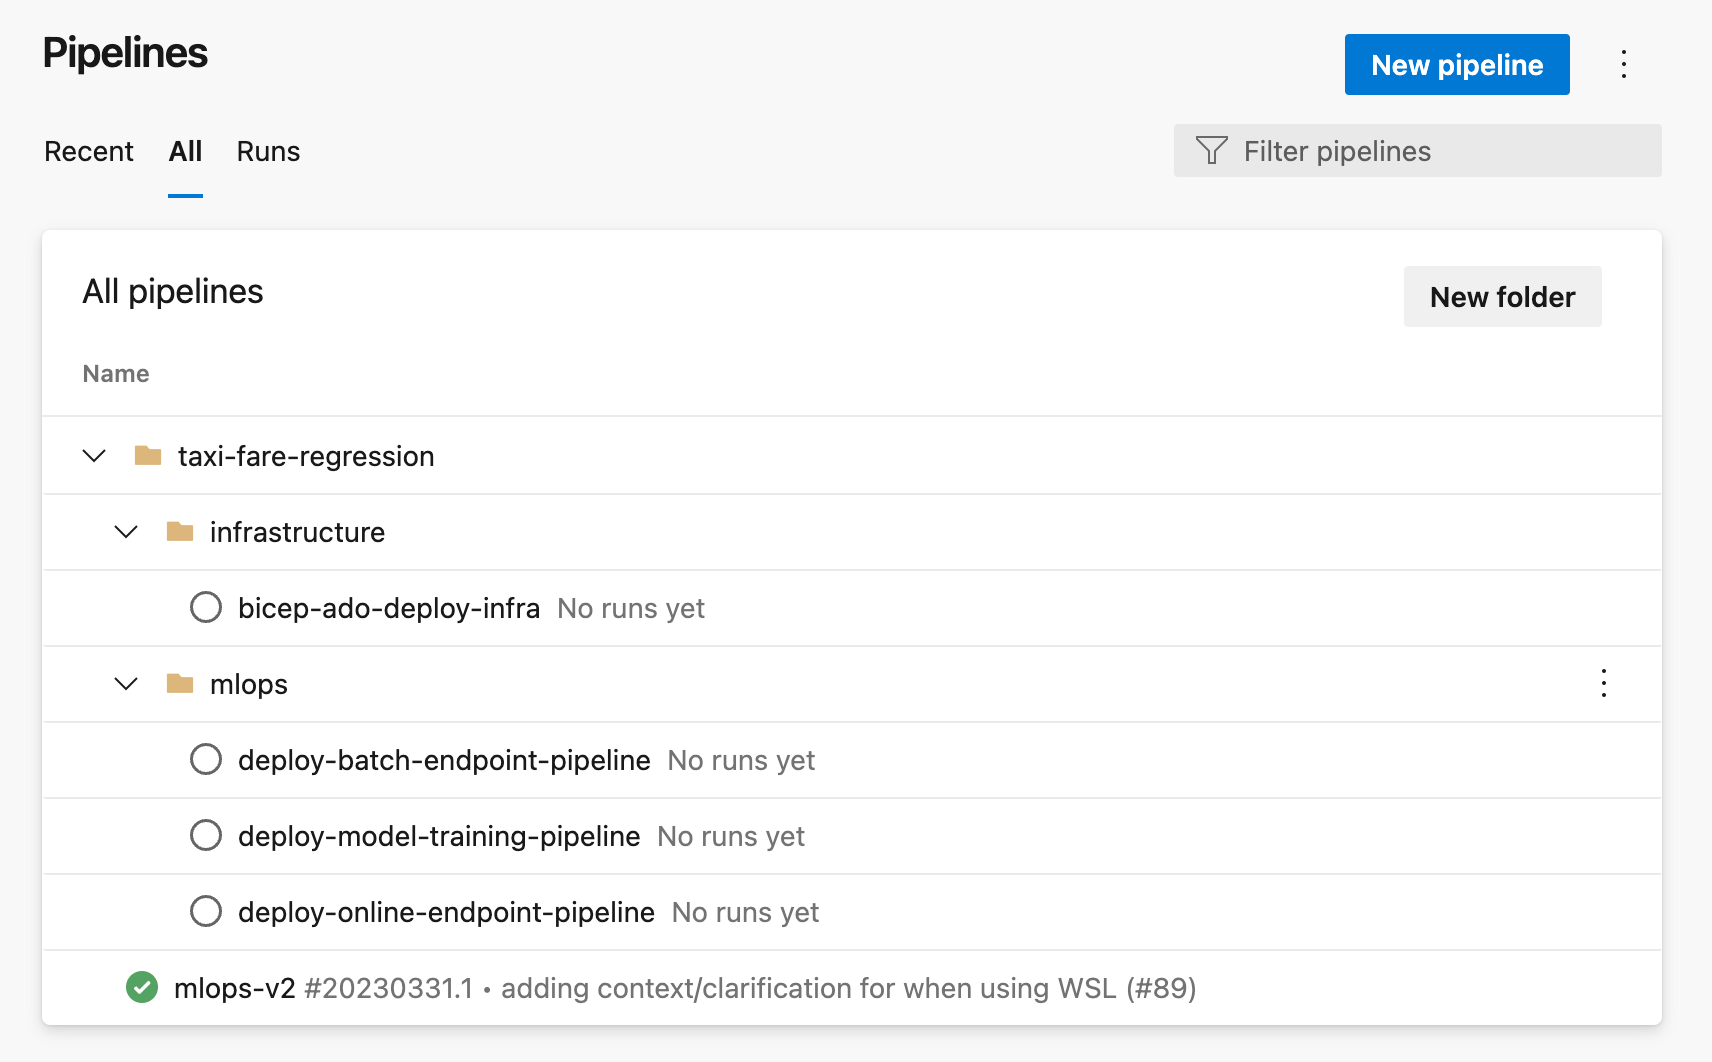 Pipelines
New pipeline
Recent All Runs
Filter pipelines
All pipelines
New folder
Name
taxi-fare-regression
infrastructure
bicep-ado-deploy-infra No runs yet
mlops
deploy-batch-endpoint-pipeline No runs yet
deploy-model-training-pipeline No runs yet
deploy-online-endpoint-pipeline No runs yet
mlops-v2 #20230331.1 • adding context/clarification for when using WSL (#89)